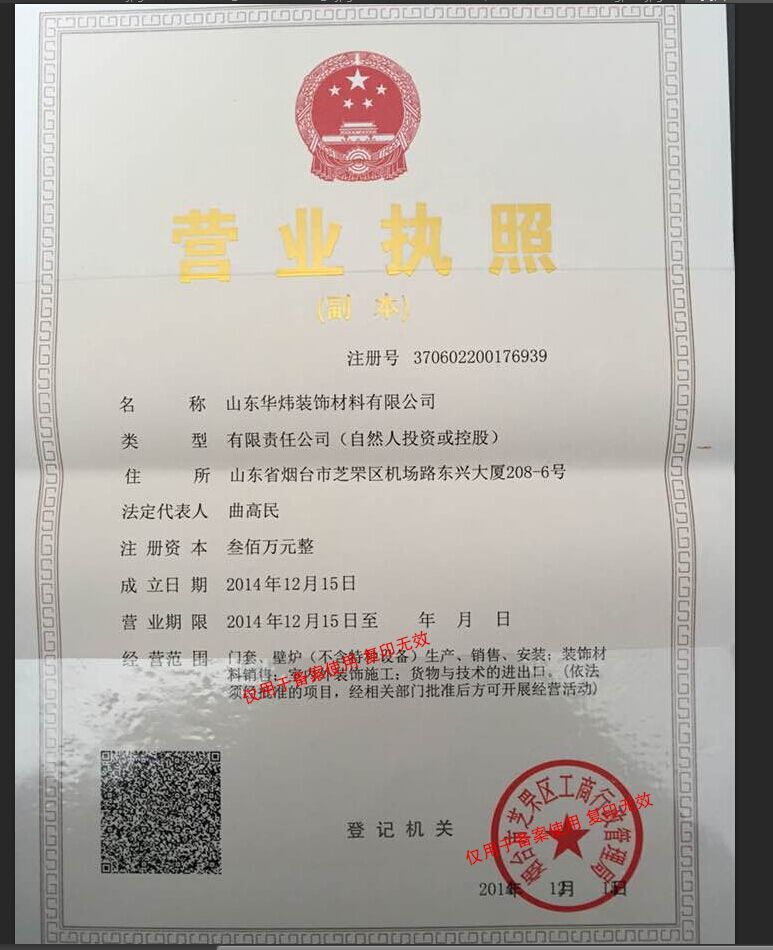 营业执照
(副本)
注册号 370602200176939
名称 山东华炜装饰材料有限公司
类型 有限责任公司（自然人投资或控股）
住所 山东省烟台市芝罘区机场路东兴大厦208-6号
法定代表人 曲高民
注册资本 叁佰万元整
成立日期 2014年12月15日
营业期限 2014年12月15日至 年 月 日
经营范围 门套、壁炉（不含特种设备）生产、销售、安装；装饰材
料销售；室内外装饰施工；货物与技术的进出口。(依法
须经批准的项目，经相关部门批准后方可开展经营活动)
仅用于备案使用 复印无效
登记机关
烟台市芝罘区工商行政管理局
仅用于备案使用 复印无效
2014年 12月 日